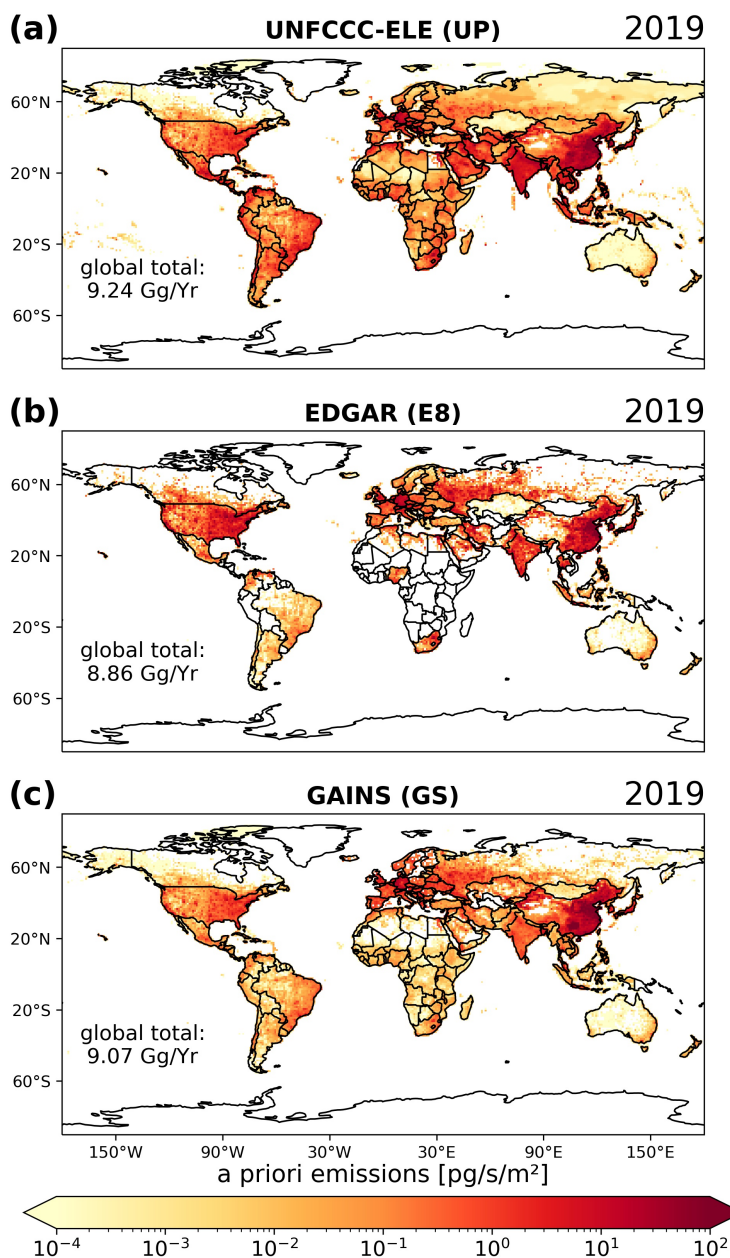 (a) UNFCCC-ELE (UP) 2019
60°N
20°N
20°S
60°S
global total:
9.24 Gg/Yr
(b) EDGAR (E8) 2019
60°N
20°N
20°S
60°S
global total:
8.86 Gg/Yr
(c) GAINS (GS) 2019
60°N
20°N
20°S
60°S
global total:
9.07 Gg/Yr
150°W 90°W 30°W 30°E 90°E 150°E
a priori emissions [pg/s/m²]
10⁻⁴ 10⁻³ 10⁻² 10⁻¹ 10⁰ 10¹ 10²